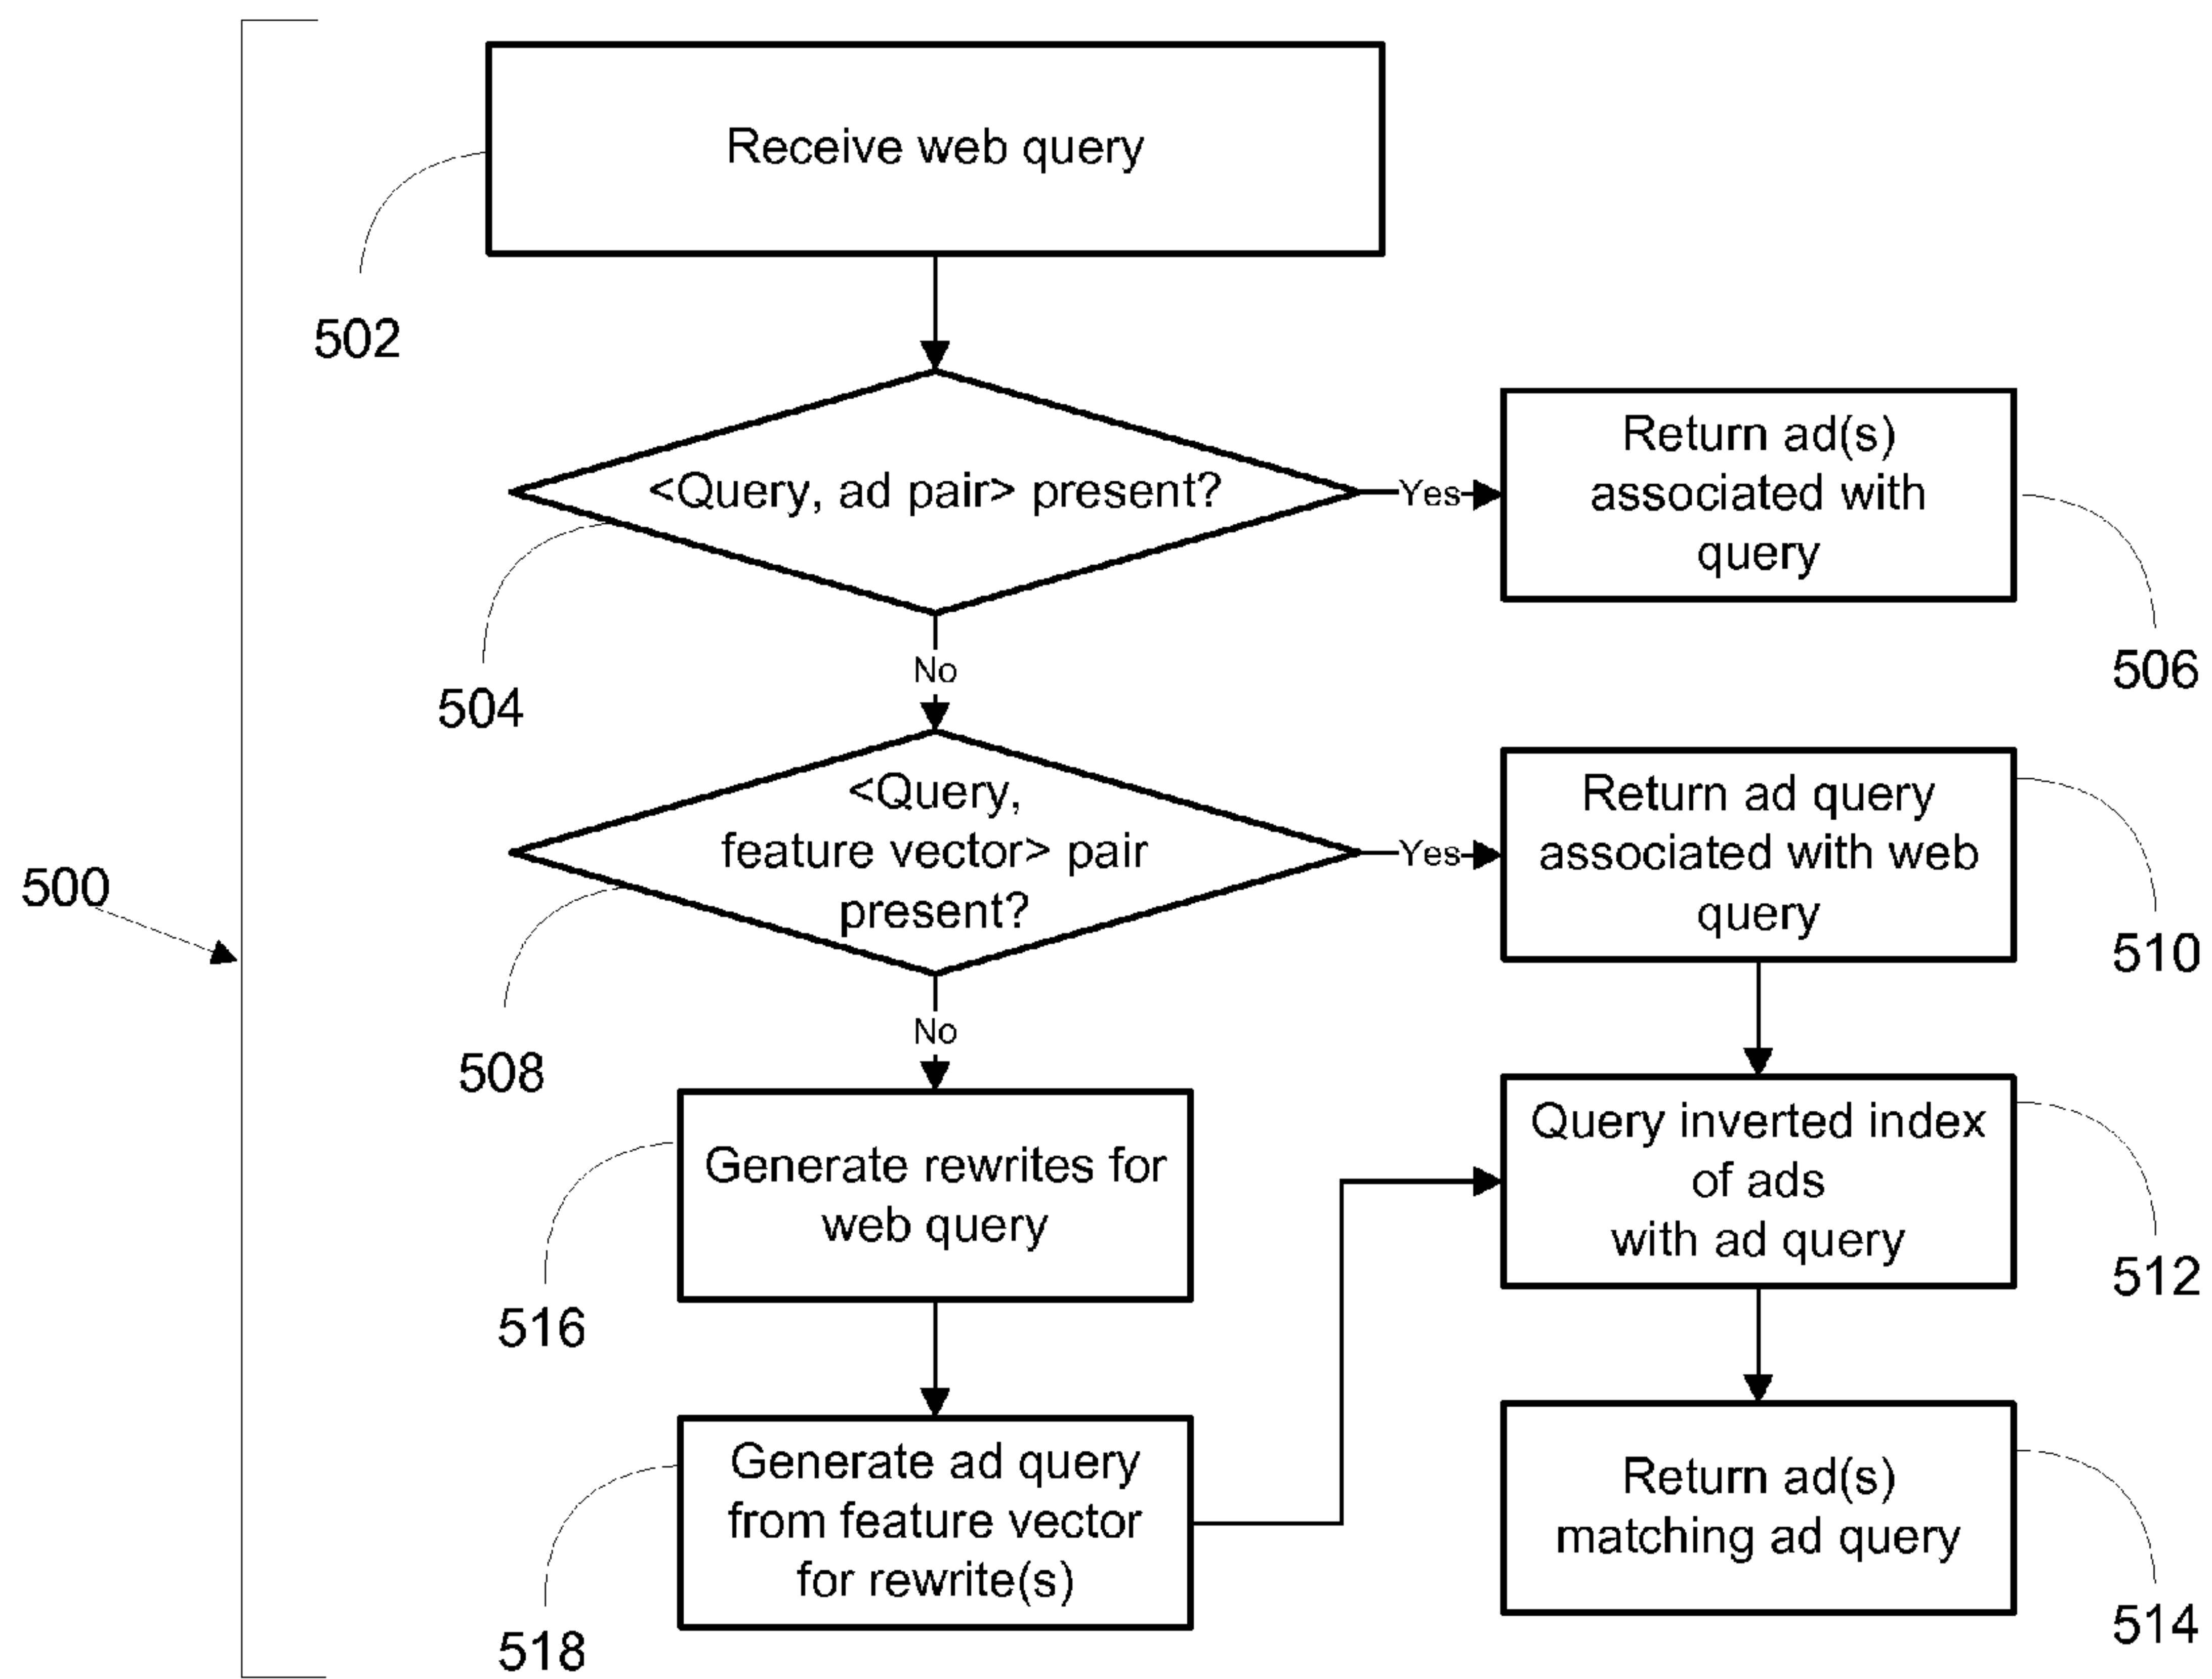 Receive web query
502
<Query, ad pair> present?
Yes
Return ad(s)
associated with
query
506
504
No
<Query,
feature vector> pair
present?
Yes
Return ad query
associated with web
query
510
500
508
No
Generate rewrites for
web query
516
Query inverted index
of ads
with ad query
512
Generate ad query
from feature vector
for rewrite(s)
518
Return ad(s)
matching ad query
514